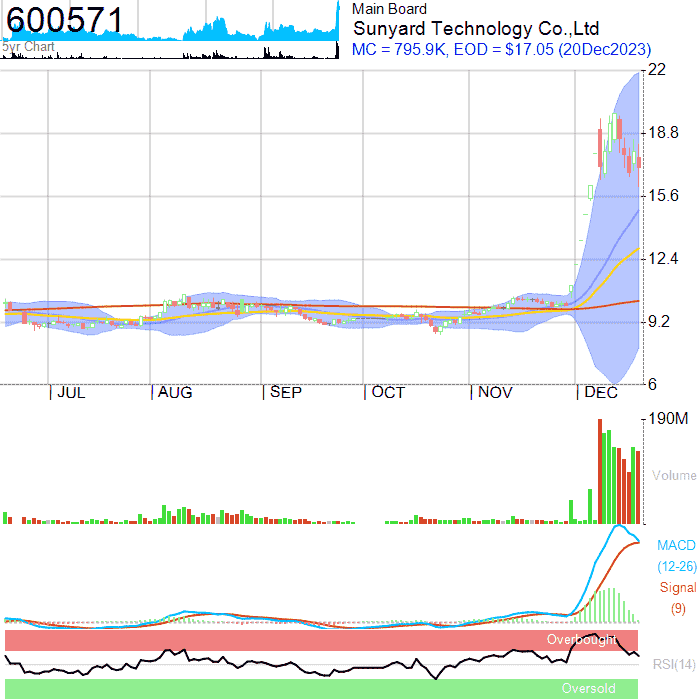 600571
5yr Chart
Main Board
Sunyard Technology Co.,Ltd
MC = 795.9K, EOD = $17.05 (20Dec2023)
22
18.8
15.6
12.4
9.2
6
JUL AUG SEP OCT NOV DEC
190M
Volume
MACD
(12-26)
Signal
(9)
Overbought
RSI(14)
Oversold